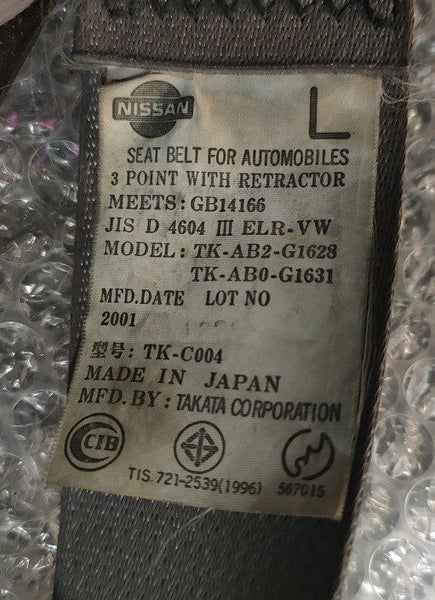 NISSAN
L
SEAT BELT FOR AUTOMOBILES
3 POINT WITH RETRACTOR
MEETS: GB14166
JIS D 4604 III ELR-VW
MODEL: TK-AB2-G1628
TK-AB0-G1631
MFD.DATE LOT NO
2001
型号: TK-C004
MADE IN JAPAN
MFD.BY: TAKATA CORPORATION
CTB
TIS. 721-2539(1996) 567015